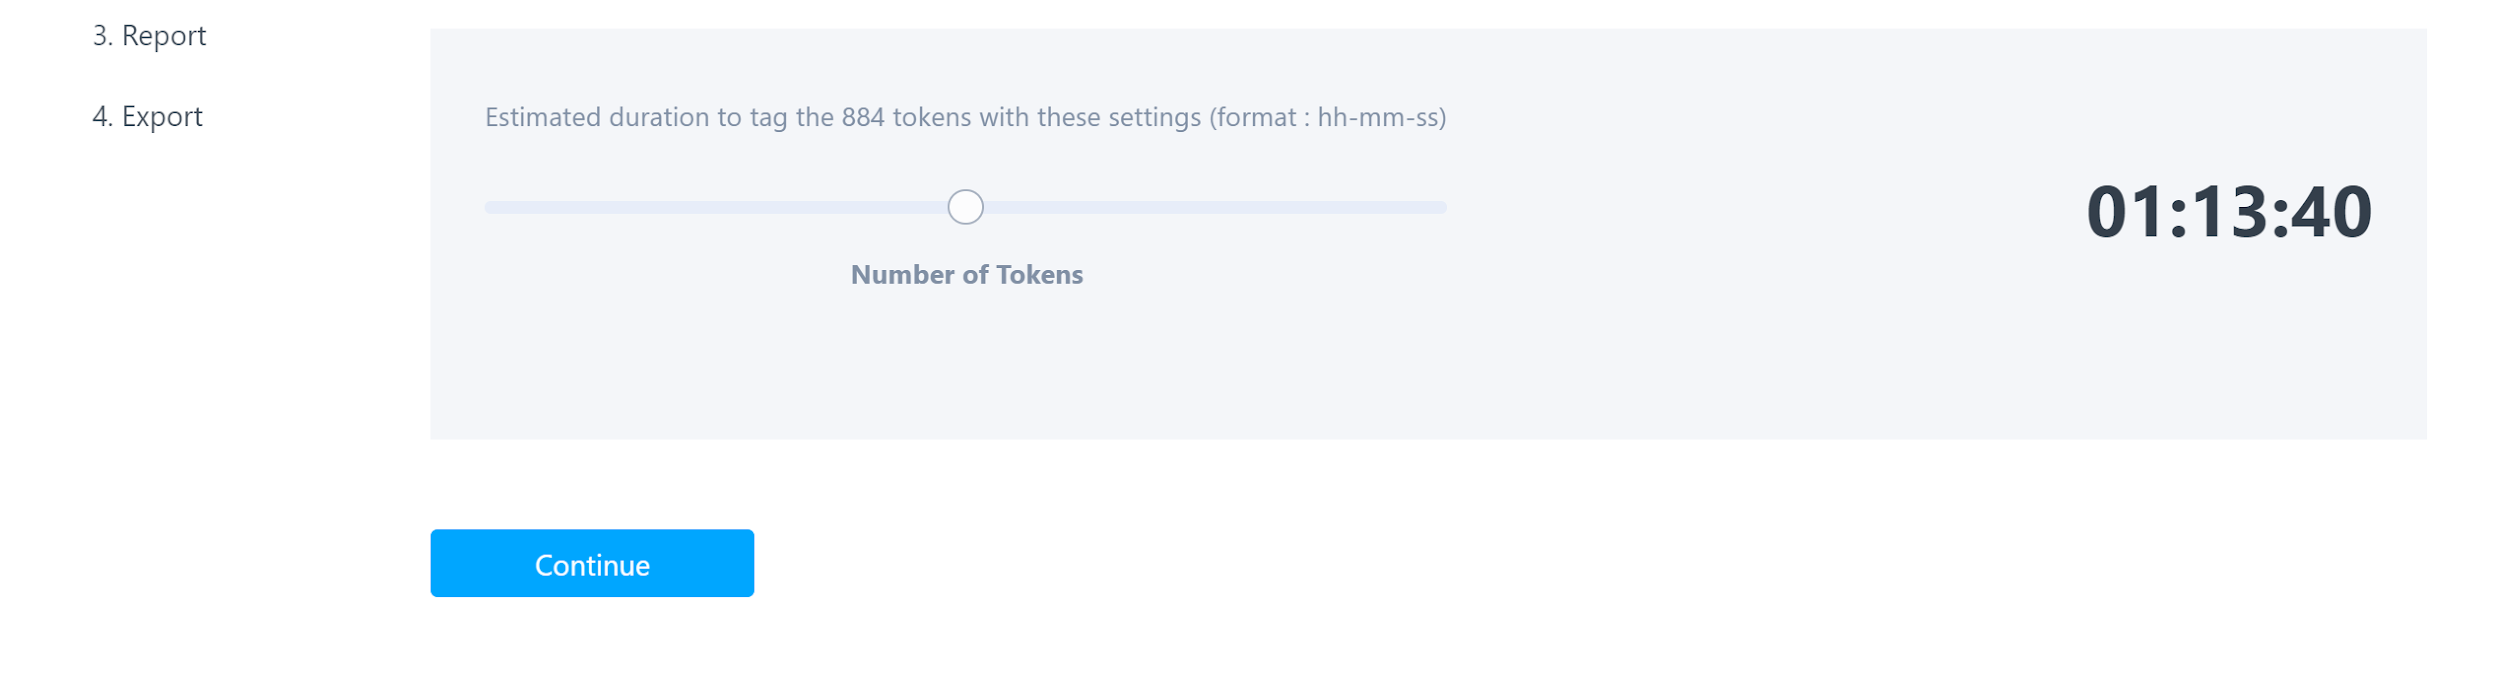 3. Report
4. Export
Estimated duration to tag the 884 tokens with these settings (format : hh-mm-ss)
01:13:40
Number of Tokens
Continue